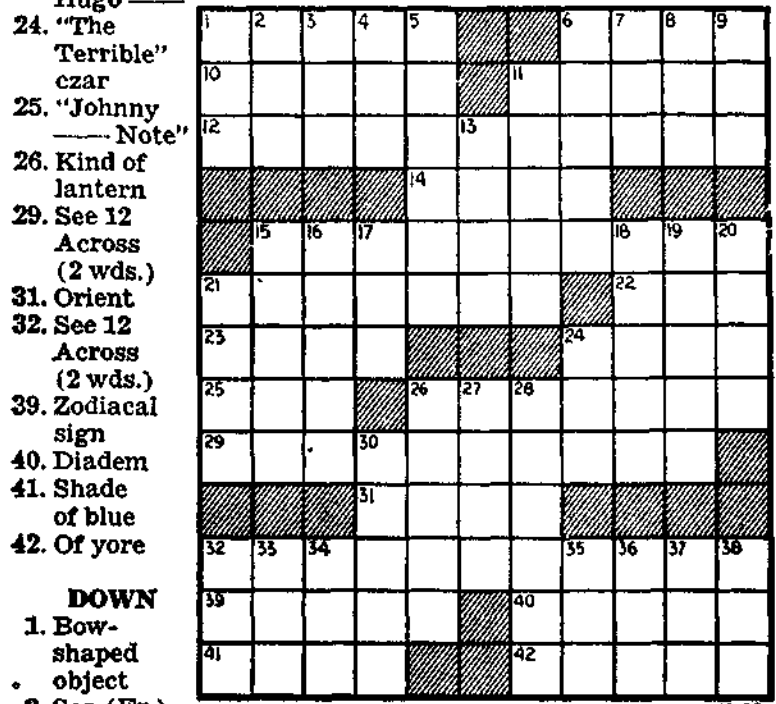 Hugo ——
24. "The
Terrible"
czar
25. "Johnny
—— Note"
26. Kind of
lantern
29. See 12
Across
(2 wds.)
31. Orient
32. See 12
Across
(2 wds.)
39. Zodiacal
sign
40. Diadem
41. Shade
of blue
42. Of yore
DOWN
1. Bow-
shaped
object
1 2 3 4 5 6 7 8 9
10 11
12 13
14
15 16 17 18 19 20
21 22
23 24
25 26 27 28
29 30
31
32 33 34 35 36 37 38
39 40
41 42